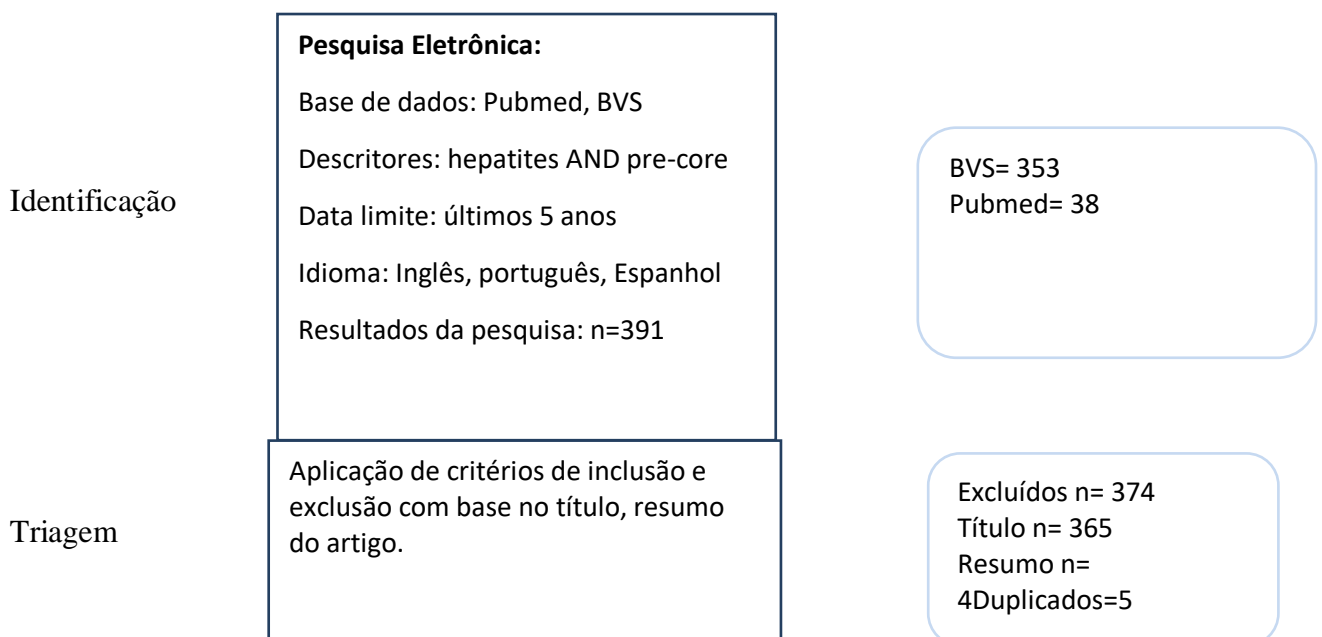 Identificação
Pesquisa Eletrônica:
Base de dados: Pubmed, BVS
Descritores: hepatites AND pre-core
Data limite: últimos 5 anos
Idioma: Inglês, português, Espanhol
Resultados da pesquisa: n=391
BVS= 353
Pubmed= 38
Triagem
Aplicação de critérios de inclusão e
exclusão com base no título, resumo
do artigo.
Excluídos n= 374
Título n= 365
Resumo n=
4Duplicados=5